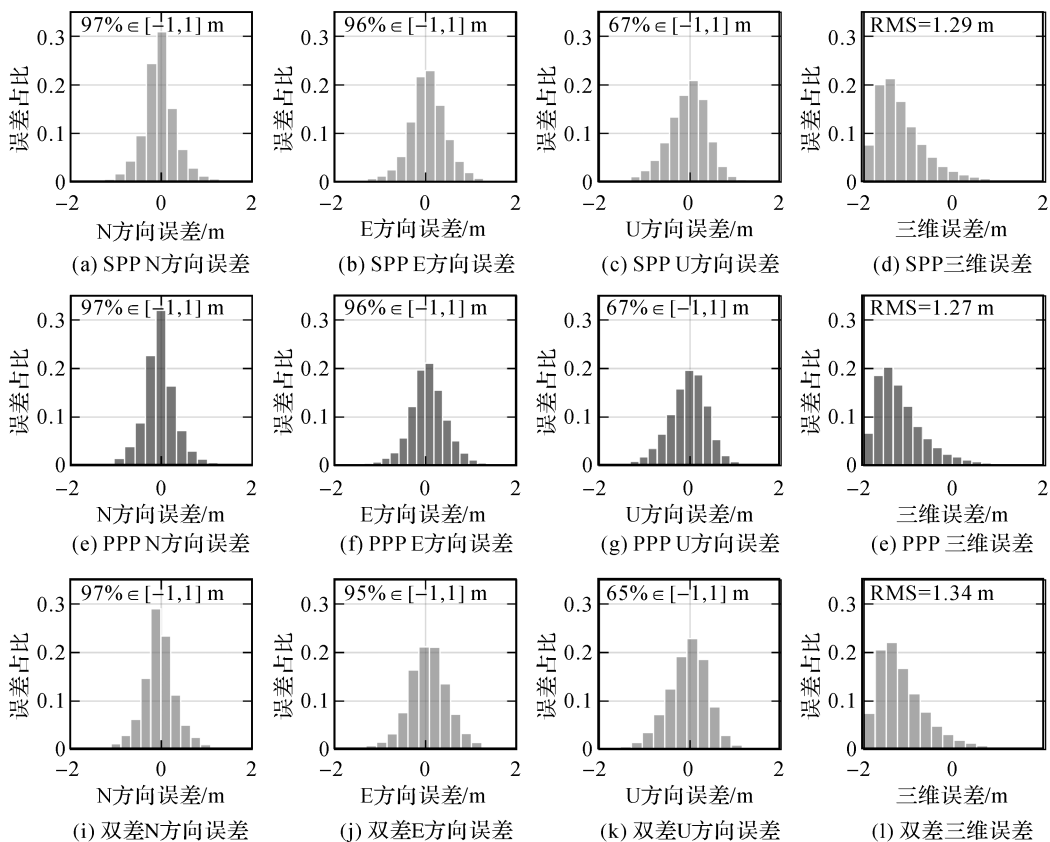 97%∈[−1,1] m
96%∈[−1,1] m
67%∈[−1,1] m
RMS=1.29 m
0.3
0.2
0.1
0
误差占比
−2 0 2
N方向误差/m
(a) SPP N方向误差
0.3
0.2
0.1
0
误差占比
−2 0 2
E方向误差/m
(b) SPP E方向误差
0.3
0.2
0.1
0
误差占比
−2 0 2
U方向误差/m
(c) SPP U方向误差
0.3
0.2
0.1
0
误差占比
−2 0 2
三维误差/m
(d) SPP三维误差
97%∈[−1,1] m
96%∈[−1,1] m
67%∈[−1,1] m
RMS=1.27 m
0.3
0.2
0.1
0
误差占比
−2 0 2
N方向误差/m
(e) PPP N方向误差
0.3
0.2
0.1
0
误差占比
−2 0 2
E方向误差/m
(f) PPP E方向误差
0.3
0.2
0.1
0
误差占比
−2 0 2
U方向误差/m
(g) PPP U方向误差
0.3
0.2
0.1
0
误差占比
−2 0 2
三维误差/m
(e) PPP 三维误差
97%∈[−1,1] m
95%∈[−1,1] m
65%∈[−1,1] m
RMS=1.34 m
0.3
0.2
0.1
0
误差占比
−2 0 2
N方向误差/m
(i) 双差N方向误差
0.3
0.2
0.1
0
误差占比
−2 0 2
E方向误差/m
(j) 双差E方向误差
0.3
0.2
0.1
0
误差占比
−2 0 2
U方向误差/m
(k) 双差U方向误差
0.3
0.2
0.1
0
误差占比
−2 0 2
三维误差/m
(l) 双差三维误差